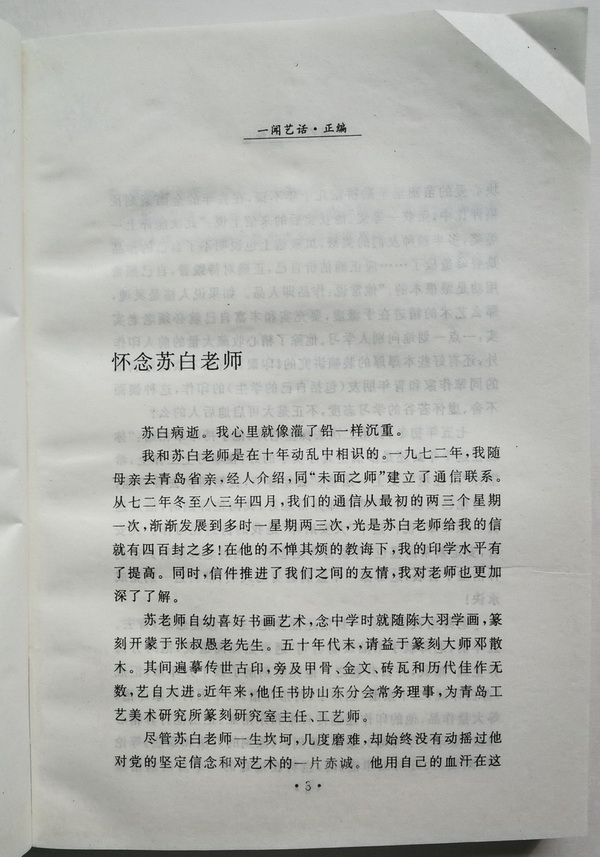 一闻艺话·正编
怀念苏白老师
苏白病逝。我心里就像灌了铅一样沉重。
我和苏白老师是在十年动乱中相识的。一九七二年，我随
母亲去青岛省亲，经人介绍，同“未面之师”建立了通信联系。
从七二年冬至八三年四月，我们的通信从最初的两三个星期
一次，渐渐发展到多时一星期两三次，光是苏白老师给我的信
就有四百封之多！在他的不惮其烦的教诲下，我的印学水平有
了提高。同时，信件推进了我们之间的友情，我对老师也更加
深了了解。
苏老师自幼喜好书画艺术，念中学时就随陈大羽学画，篆
刻开蒙于张叔愚老先生。五十年代末，请益于篆刻大师邓散
木。其间遍摹传世古印，旁及甲骨、金文、砖瓦和历代佳作无
数，艺自大进。近年来，他任书协山东分会常务理事，为青岛工
艺美术研究所篆刻研究室主任、工艺师。
尽管苏白老师一生坎坷，几度磨难，却始终没有动摇过他
对党的坚定信念和对艺术的一片赤诚。他用自己的血汗在这
·5·